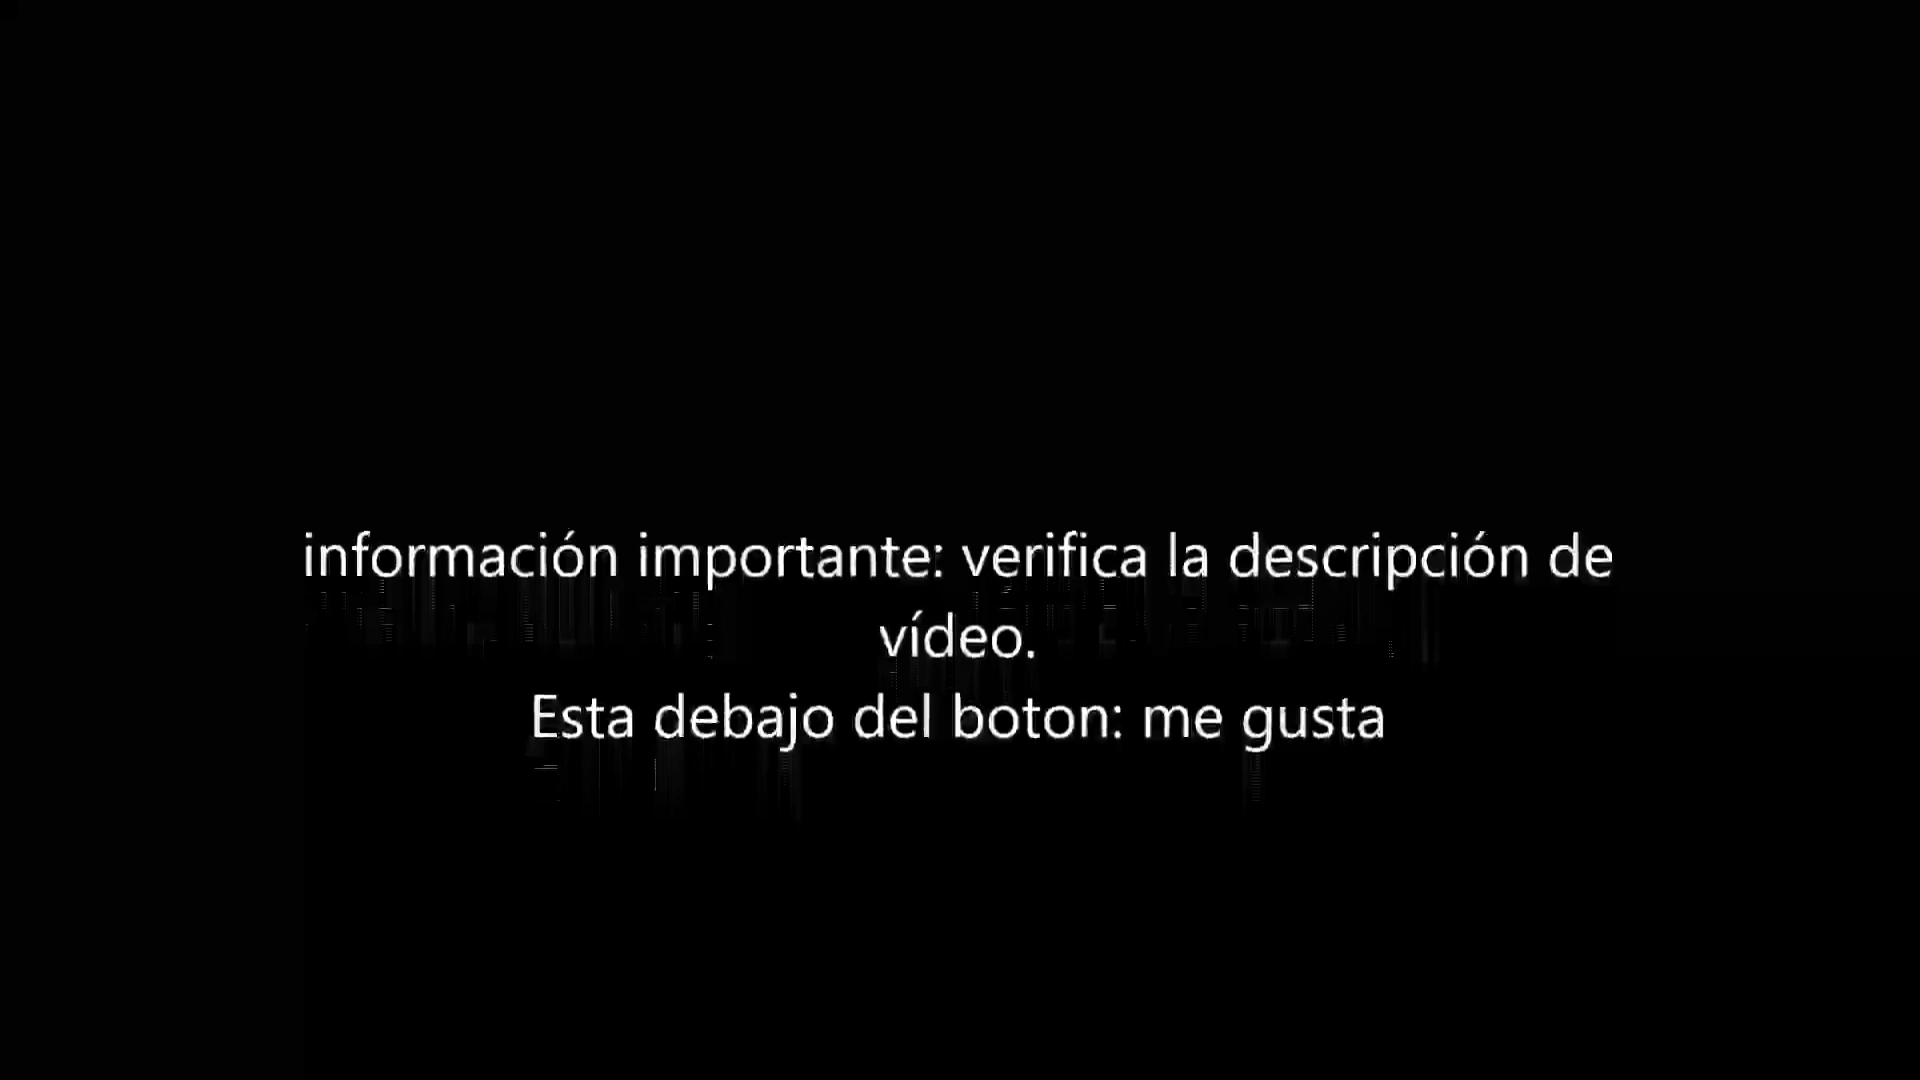 información importante: verifica la descripción de
vídeo.
Esta debajo del boton: me gusta